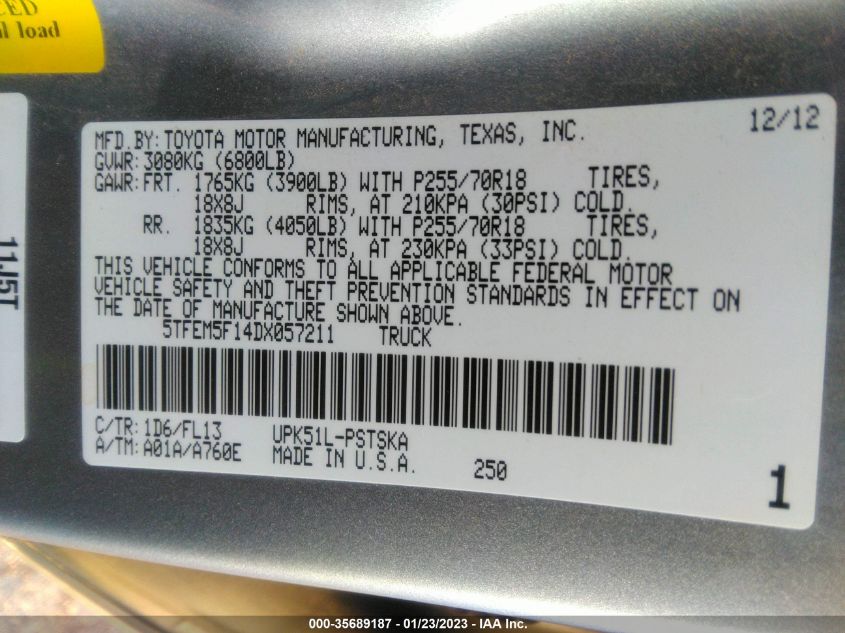 CED
l load
11J5T
12/12
MFD.BY: TOYOTA MOTOR MANUFACTURING, TEXAS, INC.
GVWR: 3080KG (6800LB)
GAWR: FRT. 1765KG (3900LB) WITH P255/70R18 TIRES,
18X8J RIMS, AT 210KPA (30PSI) COLD.
RR. 1835KG (4050LB) WITH P255/70R18 TIRES,
18X8J RIMS, AT 230KPA (33PSI) COLD.
THIS VEHICLE CONFORMS TO ALL APPLICABLE FEDERAL MOTOR
VEHICLE SAFETY AND THEFT PREVENTION STANDARDS IN EFFECT ON
THE DATE OF MANUFACTURE SHOWN ABOVE.
5TFEM5F14DX057211 TRUCK
C/TR: 1D6/FL13 UPK51L-PSTSKA
A/TM: A01A/A760E MADE IN U.S.A. 250
1
000-35689187 - 01/23/2023 - IAA Inc.